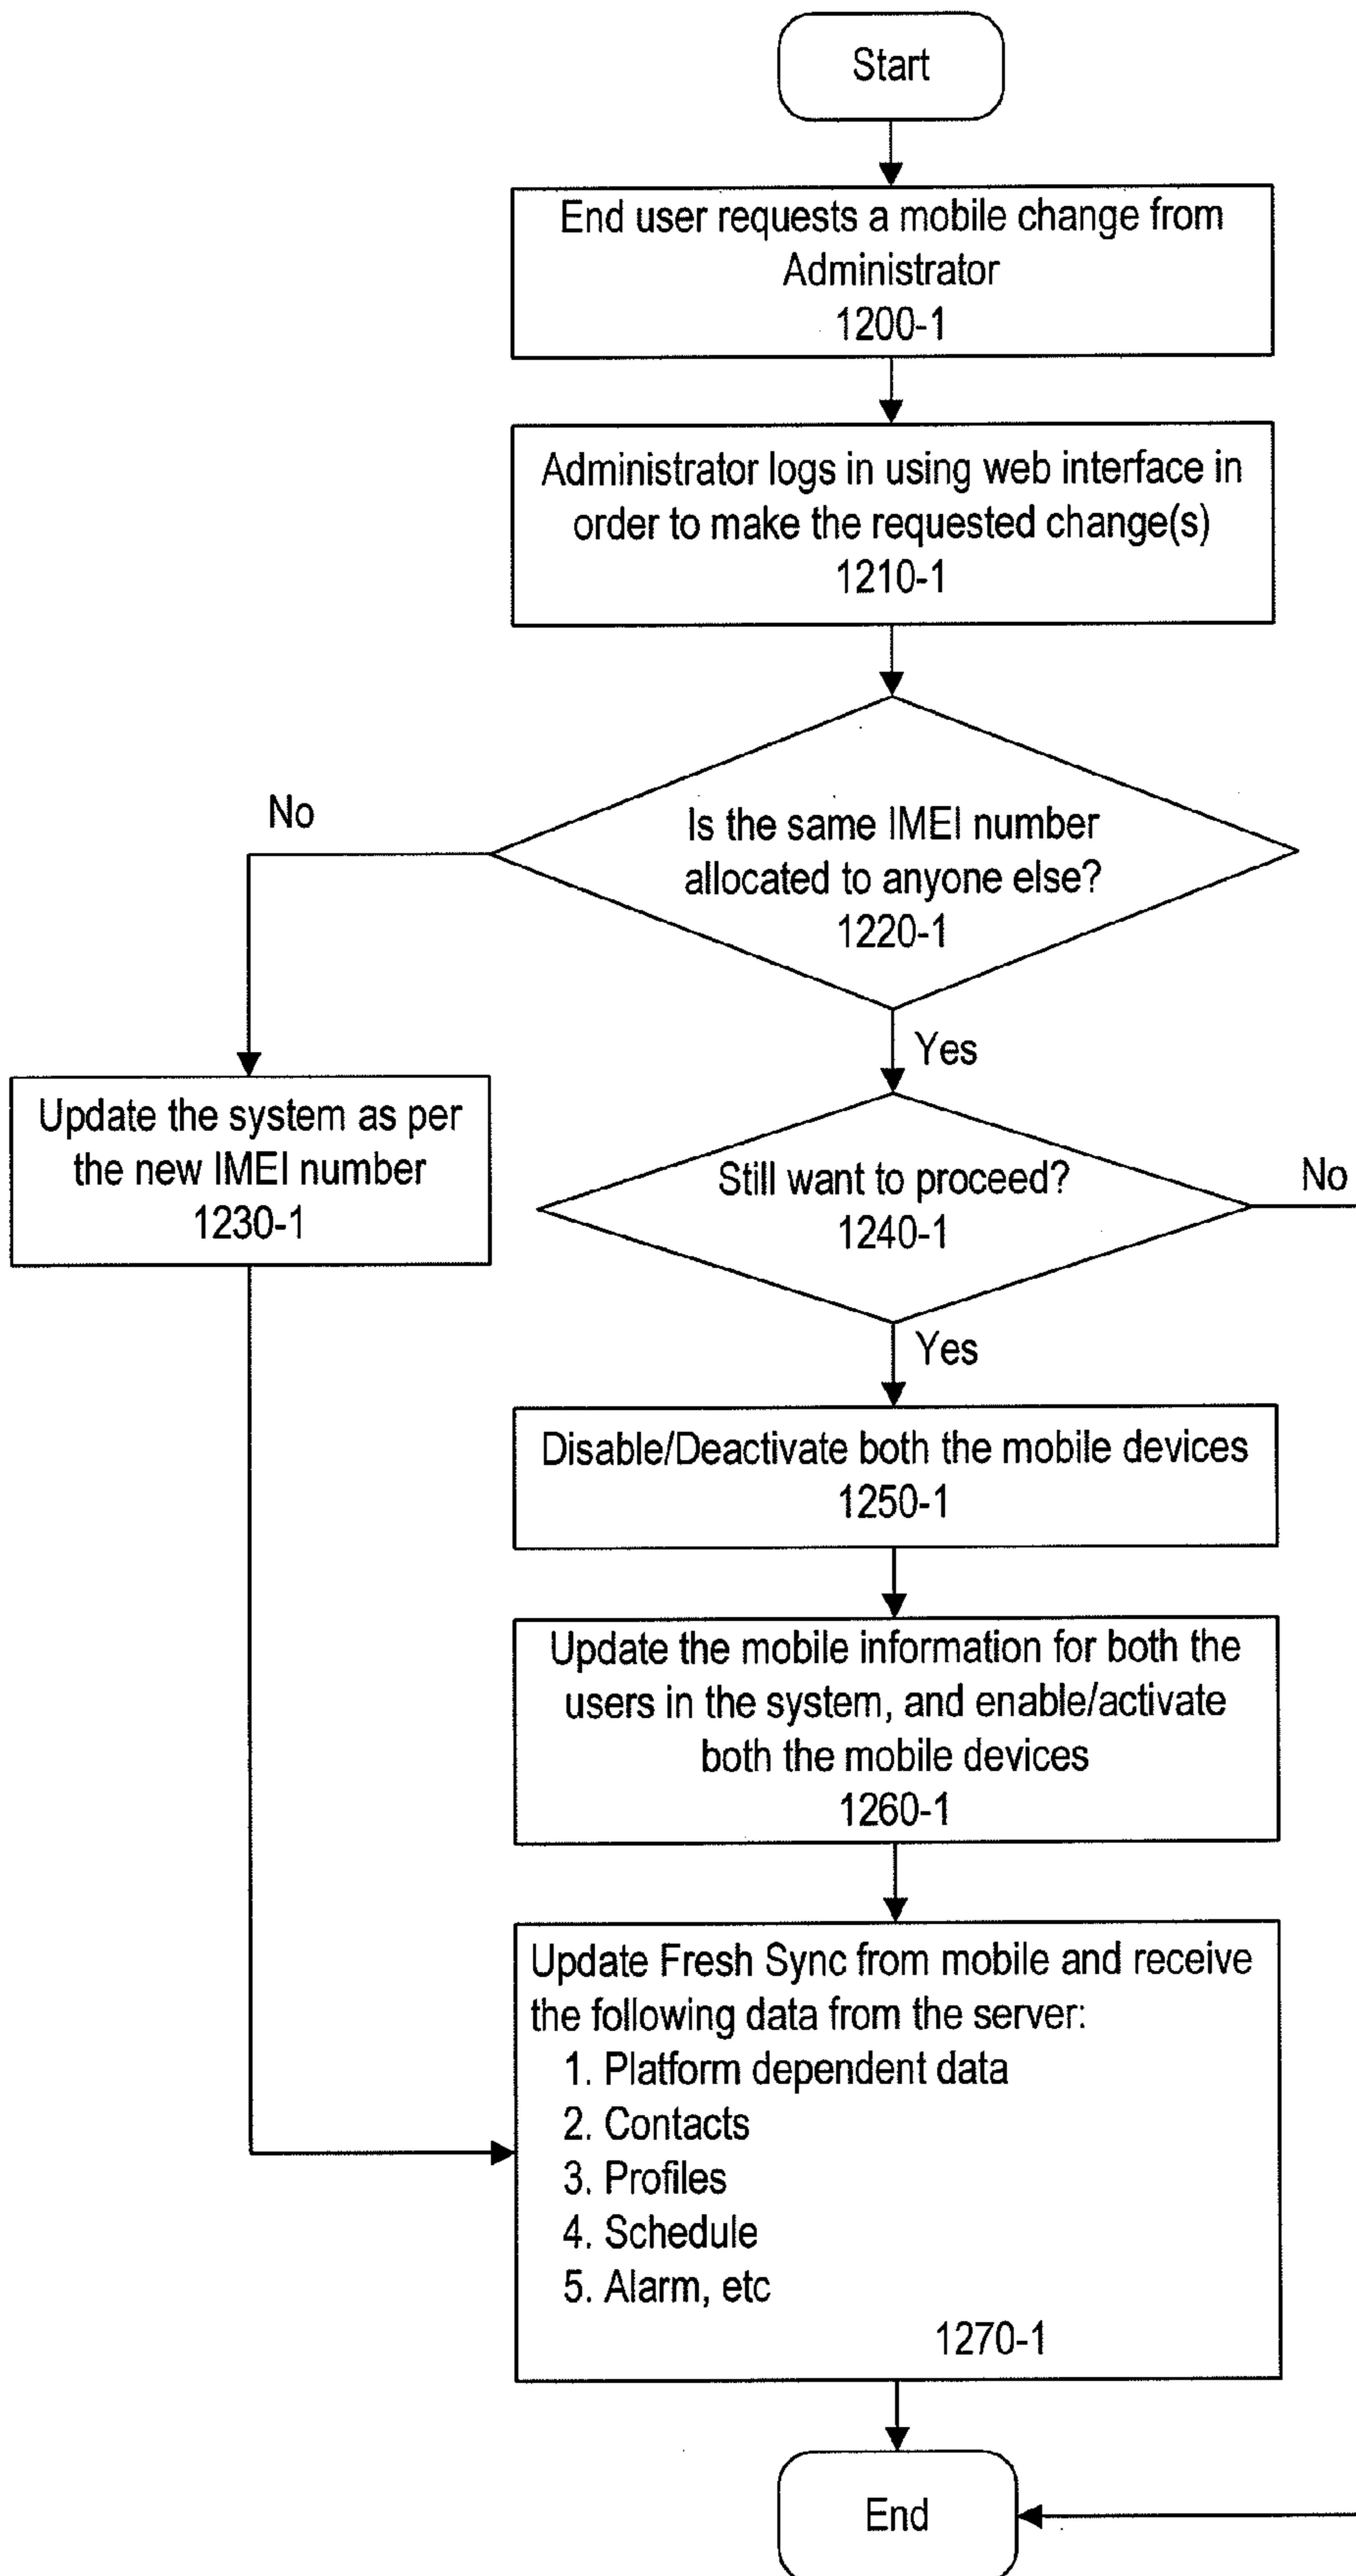 Start
End user requests a mobile change from
Administrator
1200-1
Administrator logs in using web interface in
order to make the requested change(s)
1210-1
Is the same IMEI number
allocated to anyone else?
1220-1
No
Yes
Update the system as per
the new IMEI number
1230-1
Still want to proceed?
1240-1
No
Yes
Disable/Deactivate both the mobile devices
1250-1
Update the mobile information for both the
users in the system, and enable/activate
both the mobile devices
1260-1
Update Fresh Sync from mobile and receive
the following data from the server:
1. Platform dependent data
2. Contacts
3. Profiles
4. Schedule
5. Alarm, etc
1270-1
End